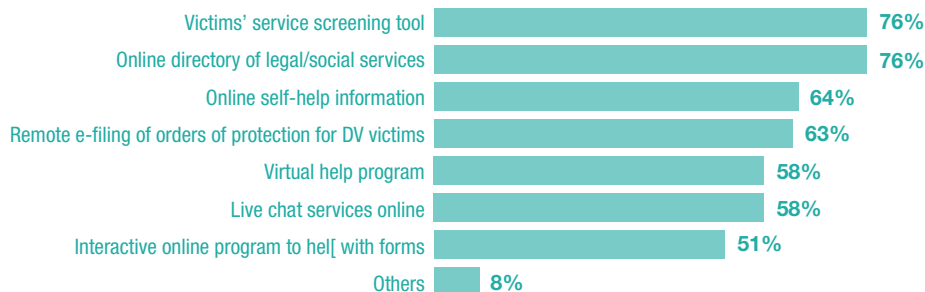 Victims’ service screening tool 76%
Online directory of legal/social services 76%
Online self-help information 64%
Remote e-filing of orders of protection for DV victims 63%
Virtual help program 58%
Live chat services online 58%
Interactive online program to hel[ with forms 51%
Others 8%